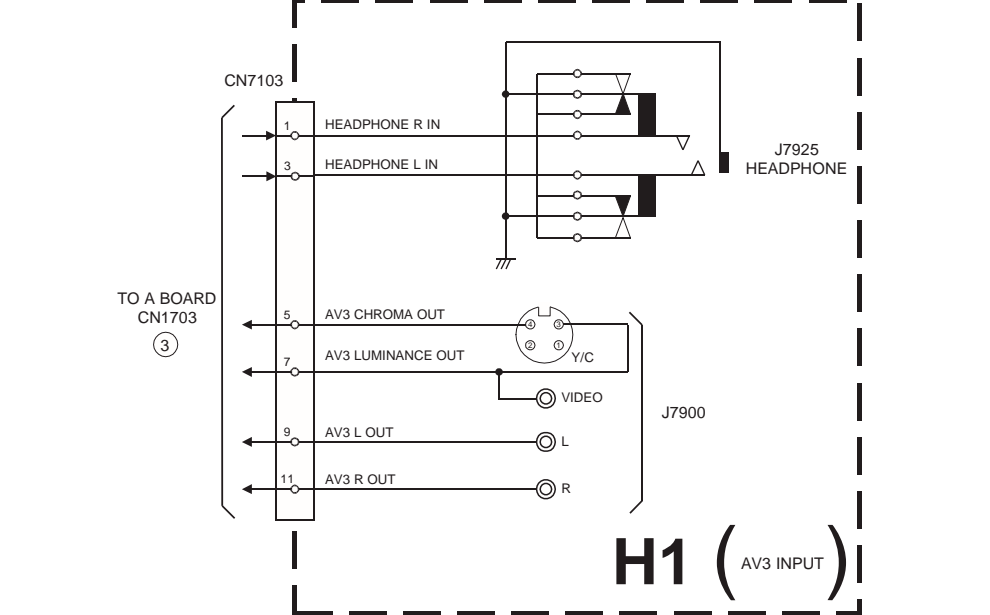 CN7103
1
HEADPHONE R IN
3
HEADPHONE L IN
J7925
HEADPHONE
TO A BOARD
CN1703
3
5
AV3 CHROMA OUT
4
3
2
1
Y/C
7
AV3 LUMINANCE OUT
VIDEO
J7900
9
AV3 L OUT
L
11
AV3 R OUT
R
H1 (AV3 INPUT)